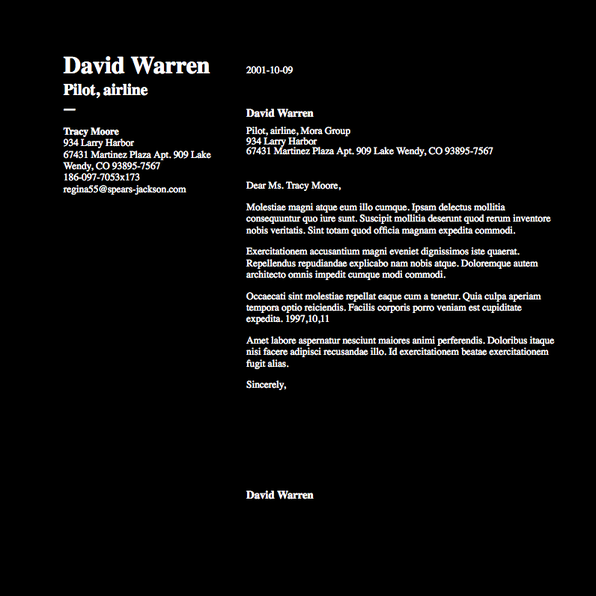 David Warren
Pilot, airline
Tracy Moore
934 Larry Harbor
67431 Martinez Plaza Apt. 909 Lake
Wendy, CO 93895-7567
186-097-7053x173
regina55@spears-jackson.com
2001-10-09
David Warren
Pilot, airline, Mora Group
934 Larry Harbor
67431 Martinez Plaza Apt. 909 Lake Wendy, CO 93895-7567
Dear Ms. Tracy Moore,
Molestiae magni atque eum illo cumque. Ipsam delectus mollitia
consequuntur quo iure sunt. Suscipit mollitia deserunt quod rerum inventore
nobis veritatis. Sint totam quod officia magnam expedita commodi.
Exercitationem accusantium magni eveniet dignissimos iste quaerat.
Repellendus repudiandae explicabo nam nobis atque. Doloremque autem
architecto omnis impedit cumque modi commodi.
Occaecati sint molestiae repellat eaque cum a tenetur. Quia culpa aperiam
tempora optio reiciendis. Facilis corporis porro veniam est cupiditate
expedita. 1997,10,11
Amet labore aspernatur nesciunt maiores animi perferendis. Doloribus itaque
nisi facere adipisci recusandae illo. Id exercitationem beatae exercitationem
fugit alias.
Sincerely,
David Warren